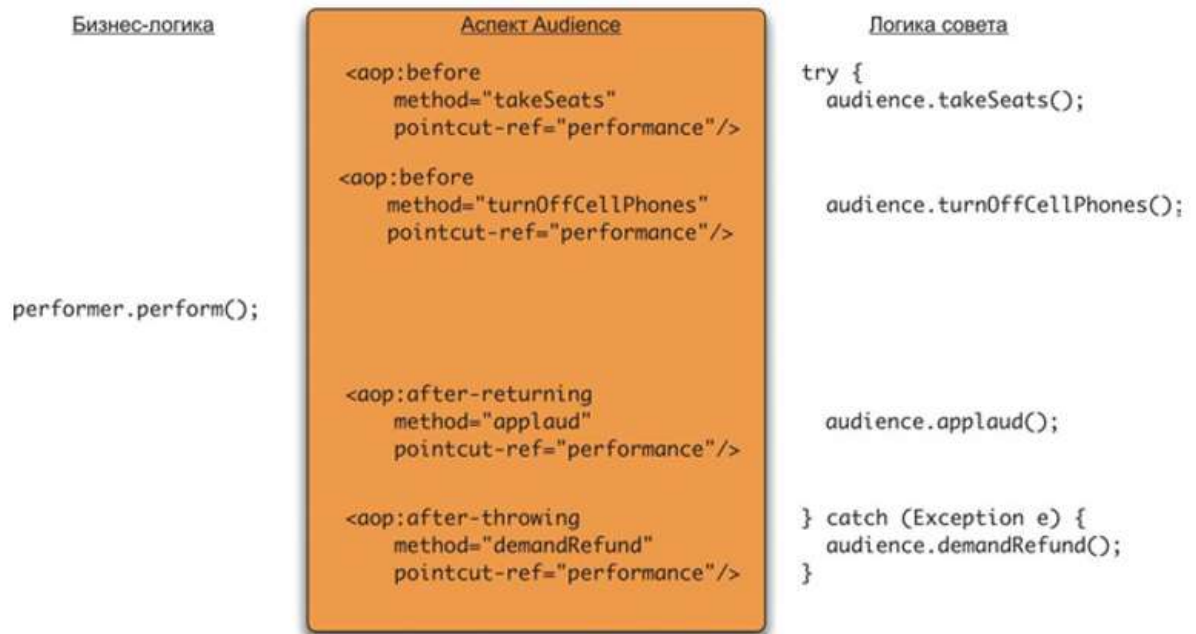 Бизнес-логика
Аспект Audience
Логика совета
<aop:before
method="takeSeats"
pointcut-ref="performance"/>
try {
audience.takeSeats();
<aop:before
method="turnOffCellPhones"
pointcut-ref="performance"/>
audience.turnOffCellPhones();
performer.perform();
<aop:after-returning
method="applaud"
pointcut-ref="performance"/>
audience.applaud();
<aop:after-throwing
method="demandRefund"
pointcut-ref="performance"/>
} catch (Exception e) {
audience.demandRefund();
}